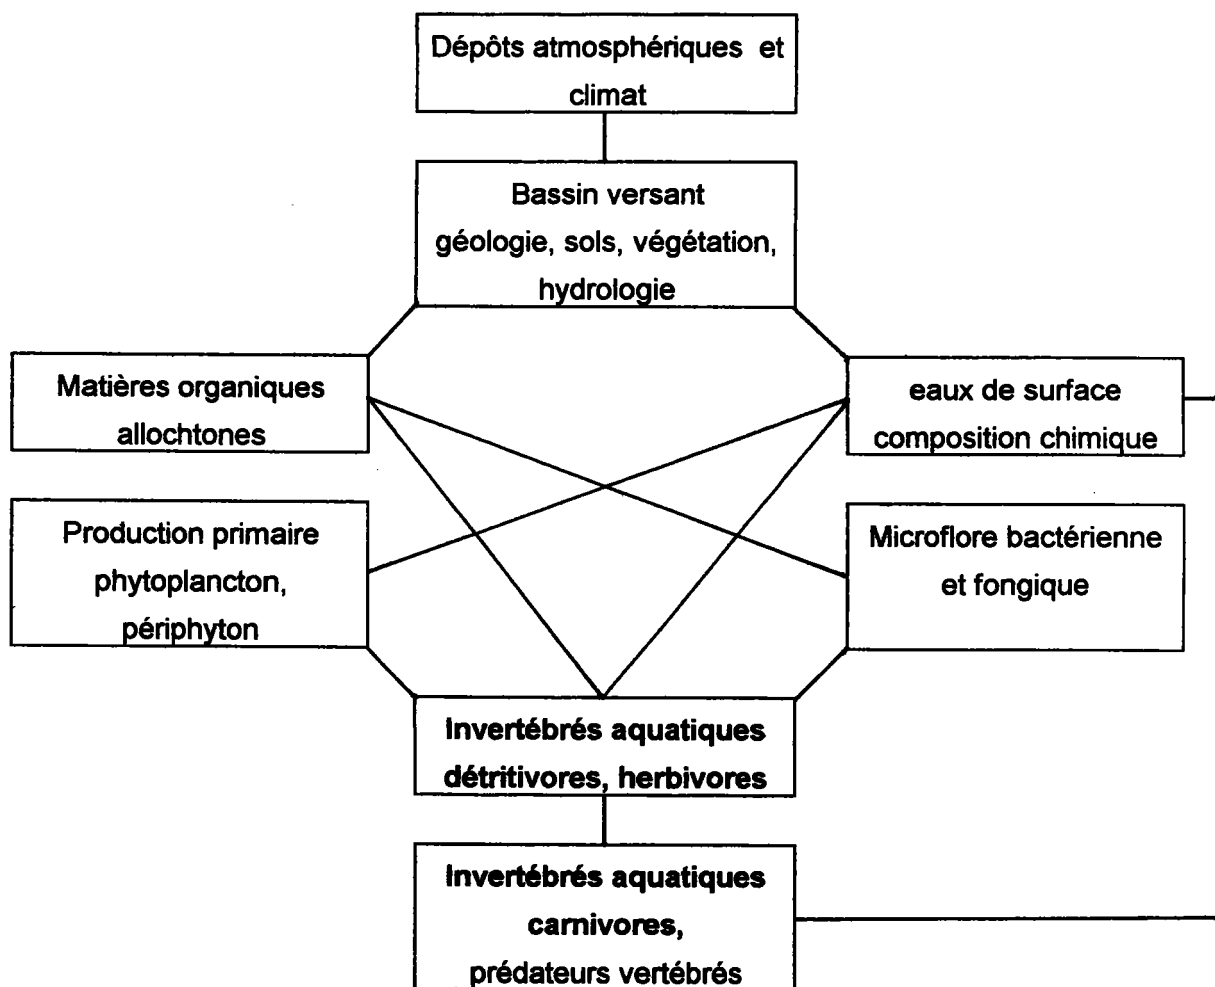 Dépôts atmosphériques et
climat
Bassin versant
géologie, sols, végétation,
hydrologie
Matières organiques
allochtones
eaux de surface
composition chimique
Production primaire
phytoplancton,
périphyton
Microflore bactérienne
et fongique
Invertébrés aquatiques
détritivores, herbivores
Invertébrés aquatiques
carnivores,
prédateurs vertébrés